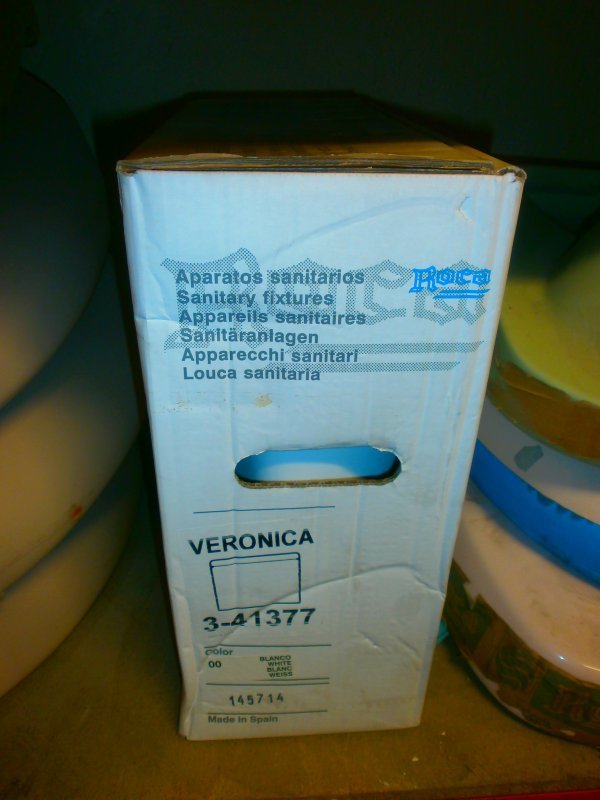 Roca
Aparatos sanitarios
Roca
Sanitary fixtures
Appareils sanitaires
Sanitäranlagen
Apparecchi sanitari
Louca sanitaria
VERONICA
3-41377
color
00
BLANCO
WHITE
BLANC
WEISS
145714
Made in Spain